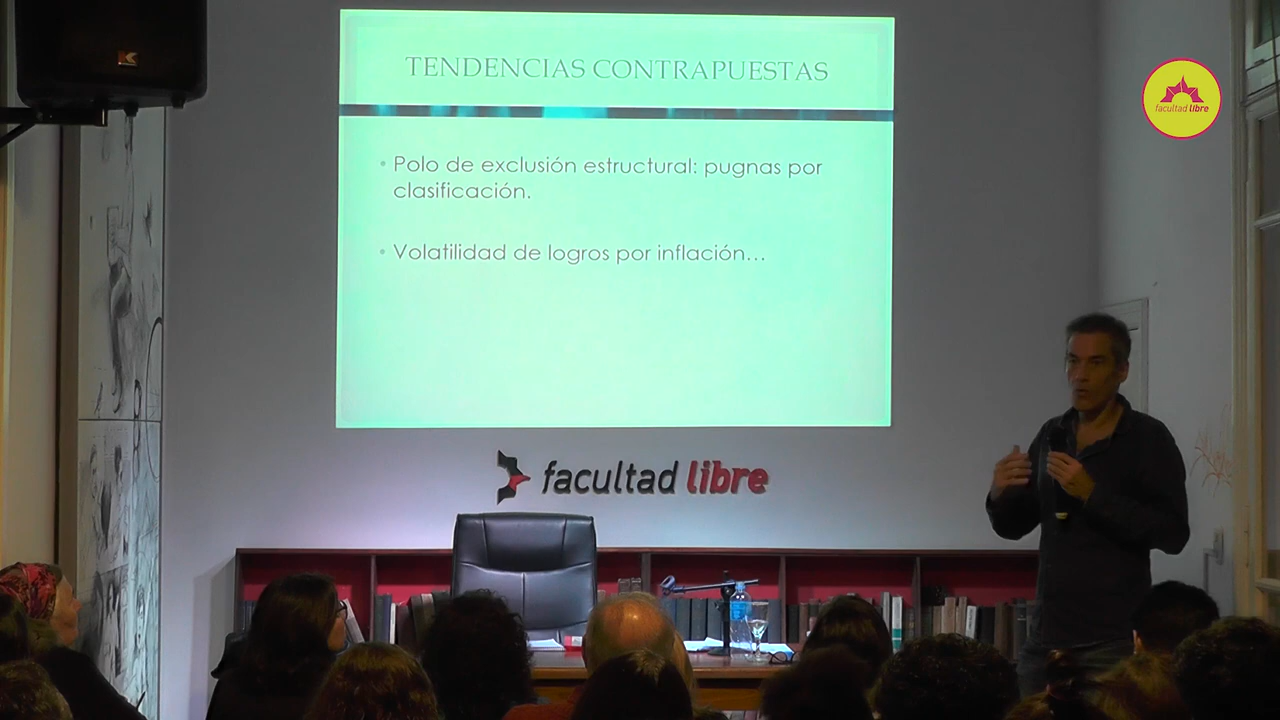 TENDENCIAS CONTRAPUESTAS
• Polo de exclusión estructural: pugnas por
clasificación.
• Volatilidad de logros por inflación...
facultad libre
facultad libre